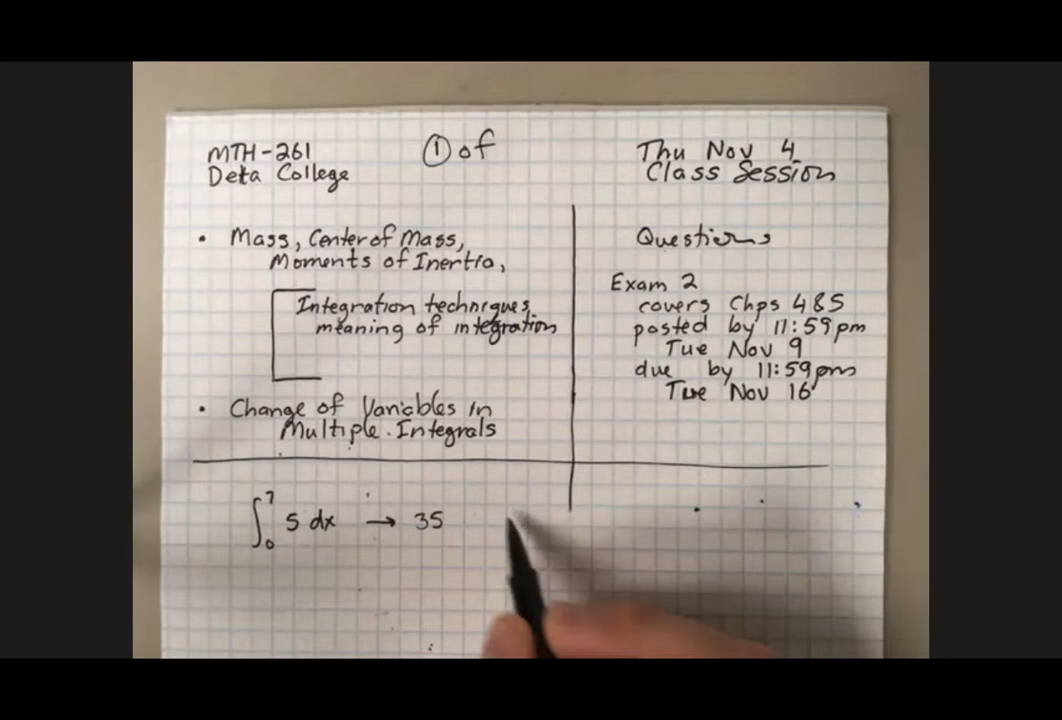 MTH-261
Delta College
① of
Thu Nov 4
Class Session
• Mass, Center of Mass,
Moments of Inertia,
Integration techniques,
meaning of integration
• Change of Variables in
Multiple Integrals
Questions
Exam 2
covers Chps 4&5
posted by 11:59pm
Tue Nov 9
due by 11:59pm
Tue Nov 16
∫₀⁷ 5 dx → 35